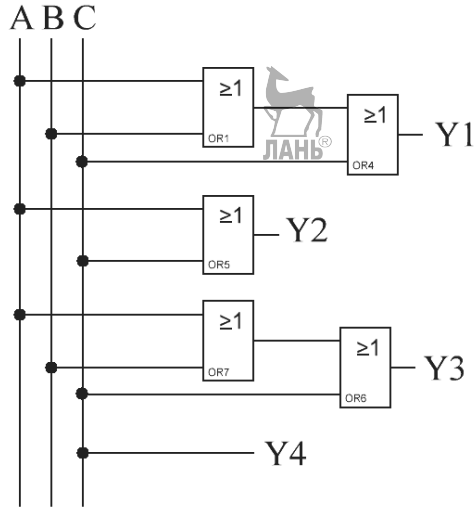 A B C
≥1
OR1
ЛАНЬ®
≥1
OR4
Y1
≥1
OR5
Y2
≥1
OR7
≥1
OR6
Y3
Y4